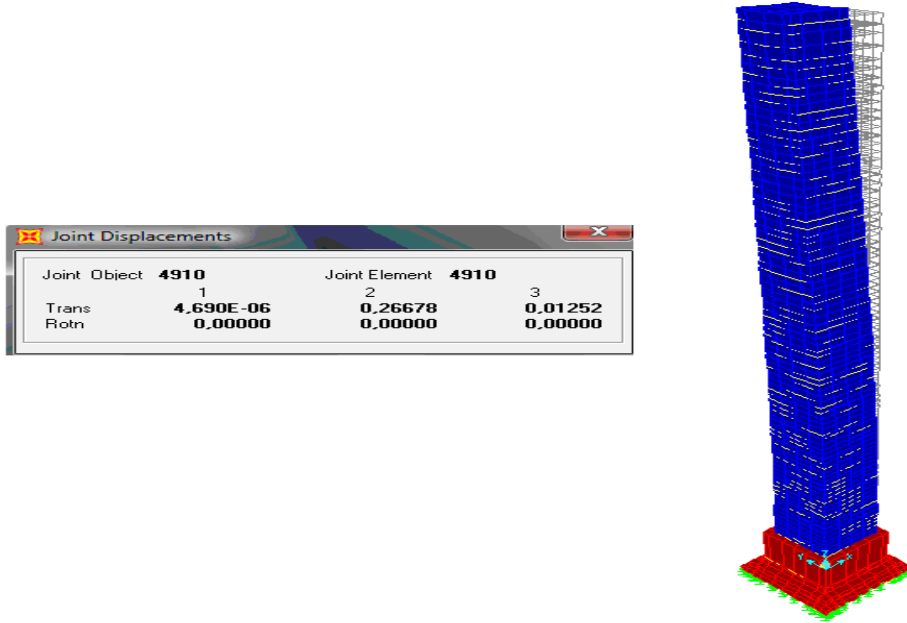 Joint Displacements
Joint Object 4910 Joint Element 4910
1 2 3
Trans 4,690E-06 0,26678 0,01252
Rotn 0,00000 0,00000 0,00000
Y Z X